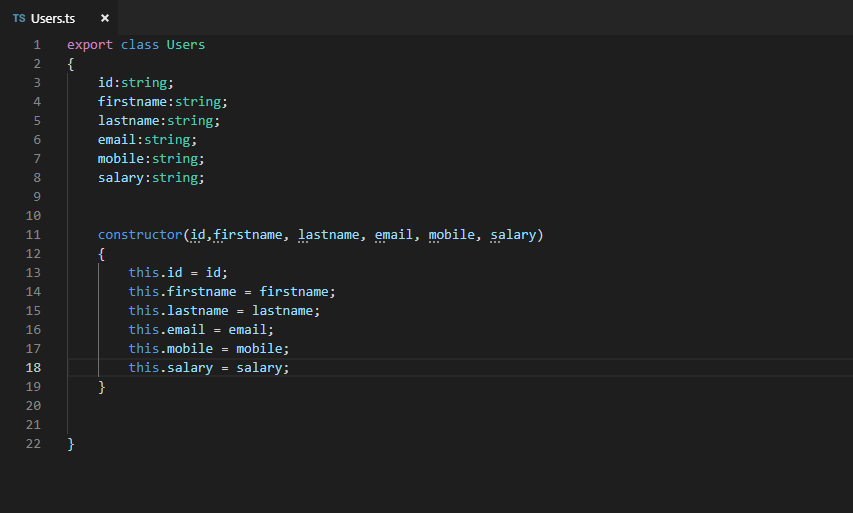 TS Users.ts ×
1 export class Users
2 {
3 id:string;
4 firstname:string;
5 lastname:string;
6 email:string;
7 mobile:string;
8 salary:string;
9
10
11 constructor(id,firstname, lastname, email, mobile, salary)
12 {
13 this.id = id;
14 this.firstname = firstname;
15 this.lastname = lastname;
16 this.email = email;
17 this.mobile = mobile;
18 this.salary = salary;
19 }
20
21
22 }